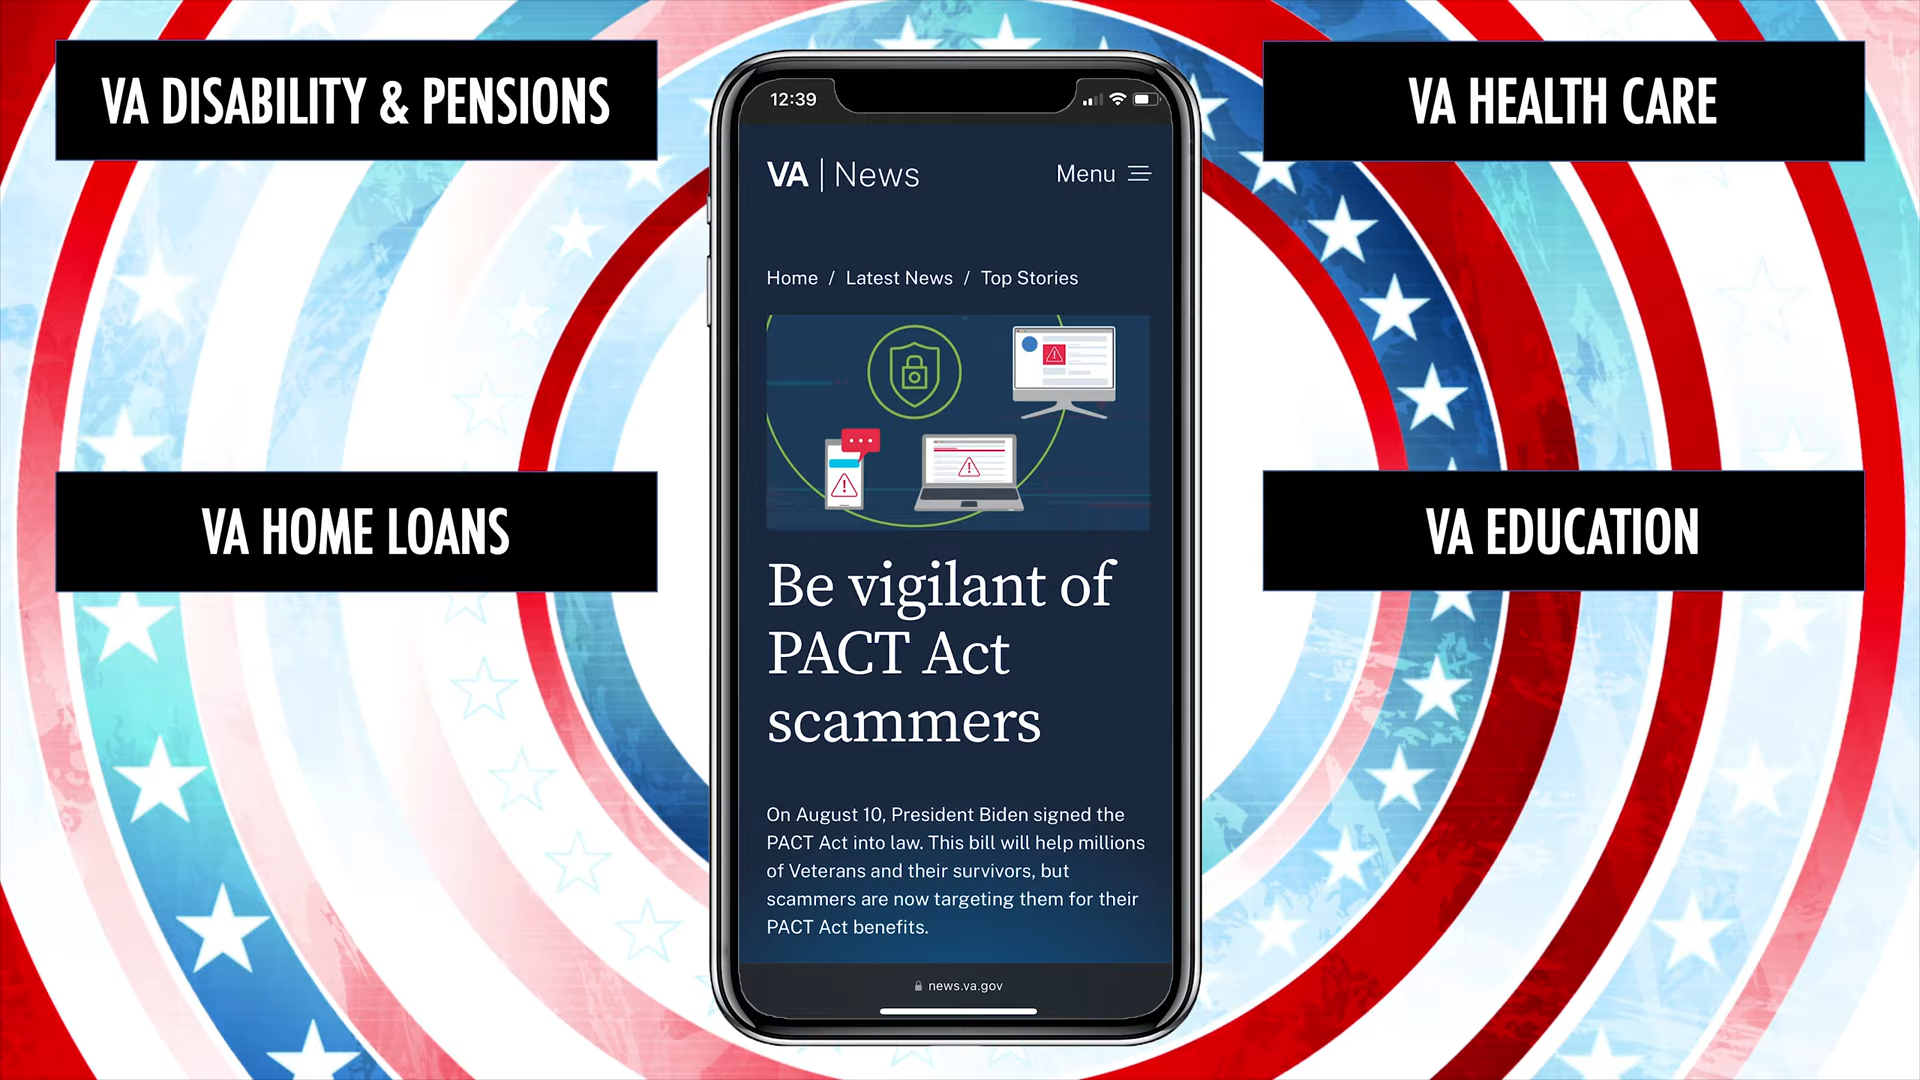 VA DISABILITY & PENSIONS
VA HOME LOANS
12:39
VA | News
Menu
Home / Latest News / Top Stories
Be vigilant of
PACT Act
scammers
On August 10, President Biden signed the
PACT Act into law. This bill will help millions
of Veterans and their survivors, but
scammers are now targeting them for their
PACT Act benefits.
news.va.gov
VA HEALTH CARE
VA EDUCATION